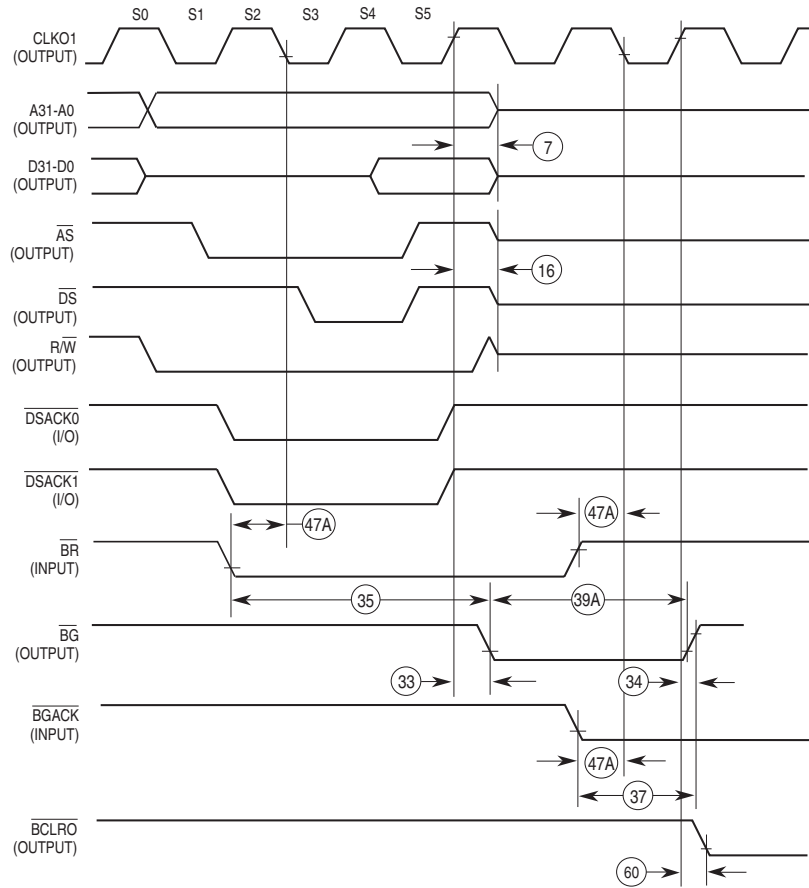 S0 S1 S2 S3 S4 S5
CLKO1
(OUTPUT)
A31-A0
(OUTPUT)
7
D31-D0
(OUTPUT)
AS
(OUTPUT)
16
DS
(OUTPUT)
R/W
(OUTPUT)
DSACK0
(I/O)
DSACK1
(I/O)
47A 47A
BR
(INPUT)
35 39A
BG
(OUTPUT)
33 34
BGACK
(INPUT)
47A
37
BCLRO
(OUTPUT)
60